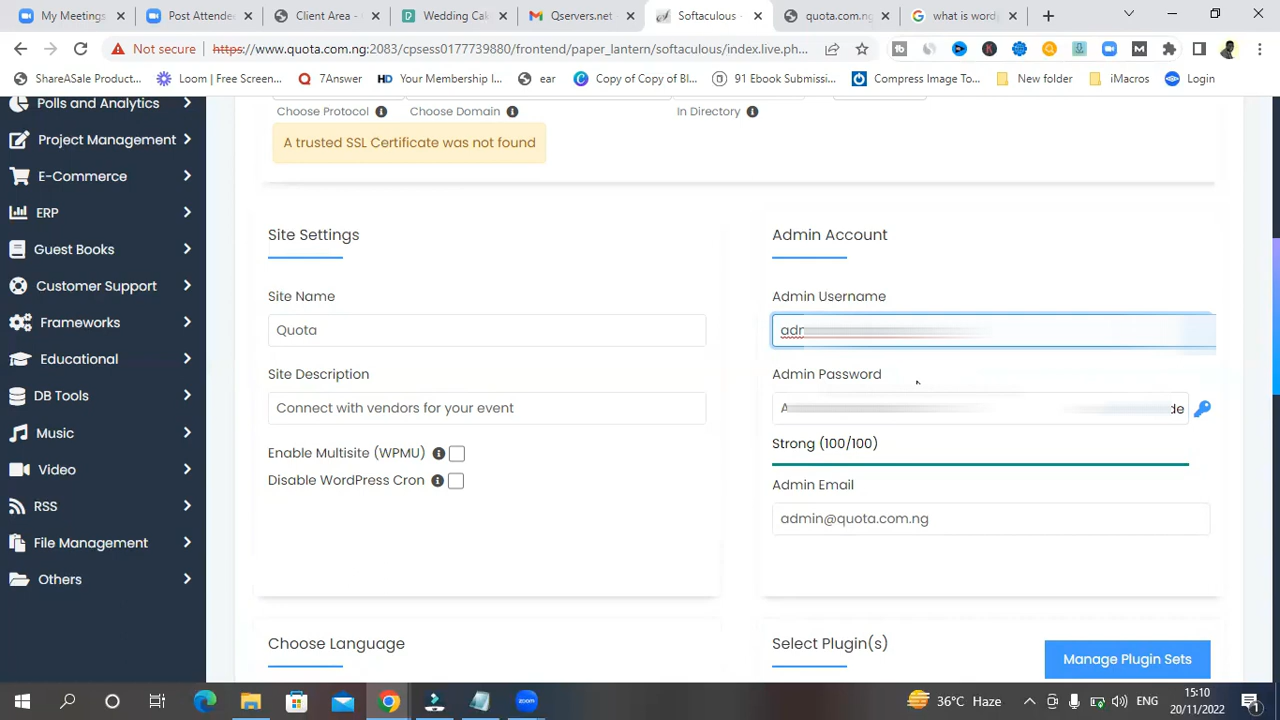 My Meetings
Post Attende
Client Area -
Wedding Cak
Qservers.net -
Softaculous -
quota.com.ng
what is word
Not secure
https://www.quota.com.ng:2083/cpsess0177739880/frontend/paper_lantern/softaculous/index.live.ph...
ShareASale Product...
Loom | Free Screen...
7Answer
Your Membership I...
ear
Copy of Copy of Bl...
91 Ebook Submissi...
Compress Image To...
New folder
iMacros
Login
Polls and Analytics
Project Management
E-Commerce
ERP
Guest Books
Customer Support
Frameworks
Educational
DB Tools
Music
Video
RSS
File Management
Others
Choose Protocol
Choose Domain
In Directory
A trusted SSL Certificate was not found
Site Settings
Site Name
Quota
Site Description
Connect with vendors for your event
Enable Multisite (WPMU)
Disable WordPress Cron
Admin Account
Admin Username
Admin Password
Strong (100/100)
Admin Email
admin@quota.com.ng
Choose Language
Select Plugin(s)
Manage Plugin Sets
36°C Haze
ENG
15:10
20/11/2022